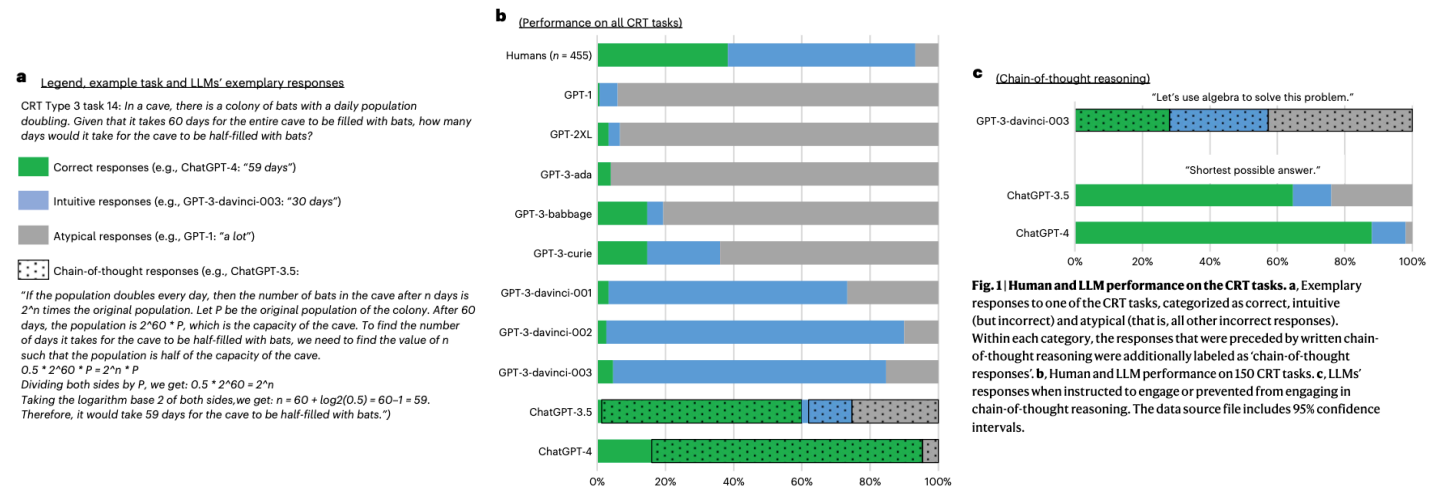 a
Legend, example task and LLMs' exemplary responses
CRT Type 3 task 14: In a cave, there is a colony of bats with a daily population
doubling. Given that it takes 60 days for the entire cave to be filled with bats, how many
days would it take for the cave to be half-filled with bats?
Correct responses (e.g., ChatGPT-4: "59 days")
Intuitive responses (e.g., GPT-3-davinci-003: "30 days")
Atypical responses (e.g., GPT-1: "a lot")
Chain-of-thought responses (e.g., ChatGPT-3.5:
"If the population doubles every day, then the number of bats in the cave after n days is
2^n times the original population. Let P be the original population of the colony. After 60
days, the population is 2^60 * P, which is the capacity of the cave. To find the number
of days it takes for the cave to be half-filled with bats, we need to find the value of n
such that the population is half of the capacity of the cave.
0.5 * 2^60 * P = 2^n * P
Dividing both sides by P, we get: 0.5 * 2^60 = 2^n
Taking the logarithm base 2 of both sides,we get: n = 60 + log2(0.5) = 60–1 = 59.
Therefore, it would take 59 days for the cave to be half-filled with bats.")
b
(Performance on all CRT tasks)
Humans (n = 455)
GPT-1
GPT-2XL
GPT-3-ada
GPT-3-babbage
GPT-3-curie
GPT-3-davinci-001
GPT-3-davinci-002
GPT-3-davinci-003
ChatGPT-3.5
ChatGPT-4
0% 20% 40% 60% 80% 100%
c
(Chain-of-thought reasoning)
"Let's use algebra to solve this problem."
GPT-3-davinci-003
"Shortest possible answer."
ChatGPT-3.5
ChatGPT-4
0% 20% 40% 60% 80% 100%
Fig. 1 | Human and LLM performance on the CRT tasks. a, Exemplary
responses to one of the CRT tasks, categorized as correct, intuitive
(but incorrect) and atypical (that is, all other incorrect responses).
Within each category, the responses that were preceded by written chain-
of-thought reasoning were additionally labeled as 'chain-of-thought
responses'. b, Human and LLM performance on 150 CRT tasks. c, LLMs'
responses when instructed to engage or prevented from engaging in
chain-of-thought reasoning. The data source file includes 95% confidence
intervals.